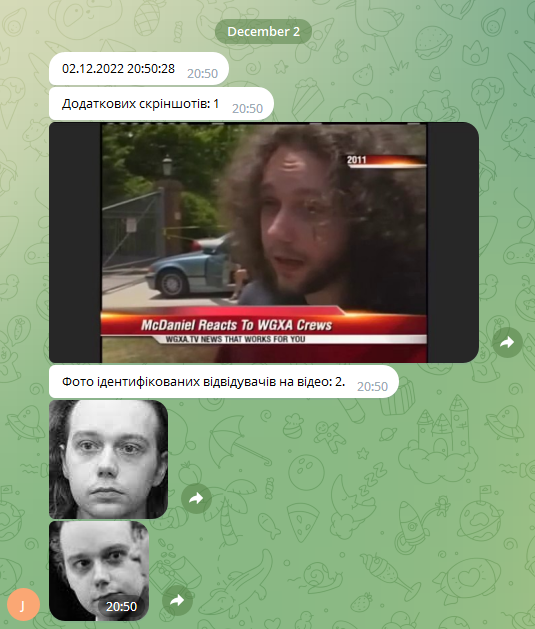 December 2
02.12.2022 20:50:28 20:50
Додаткових скріншотів: 1 20:50
2011
McDaniel Reacts To WGXA Crews
WGXA.TV NEWS THAT WORKS FOR YOU
Фото ідентифікованих відвідувачів на відео: 2. 20:50
J
20:50